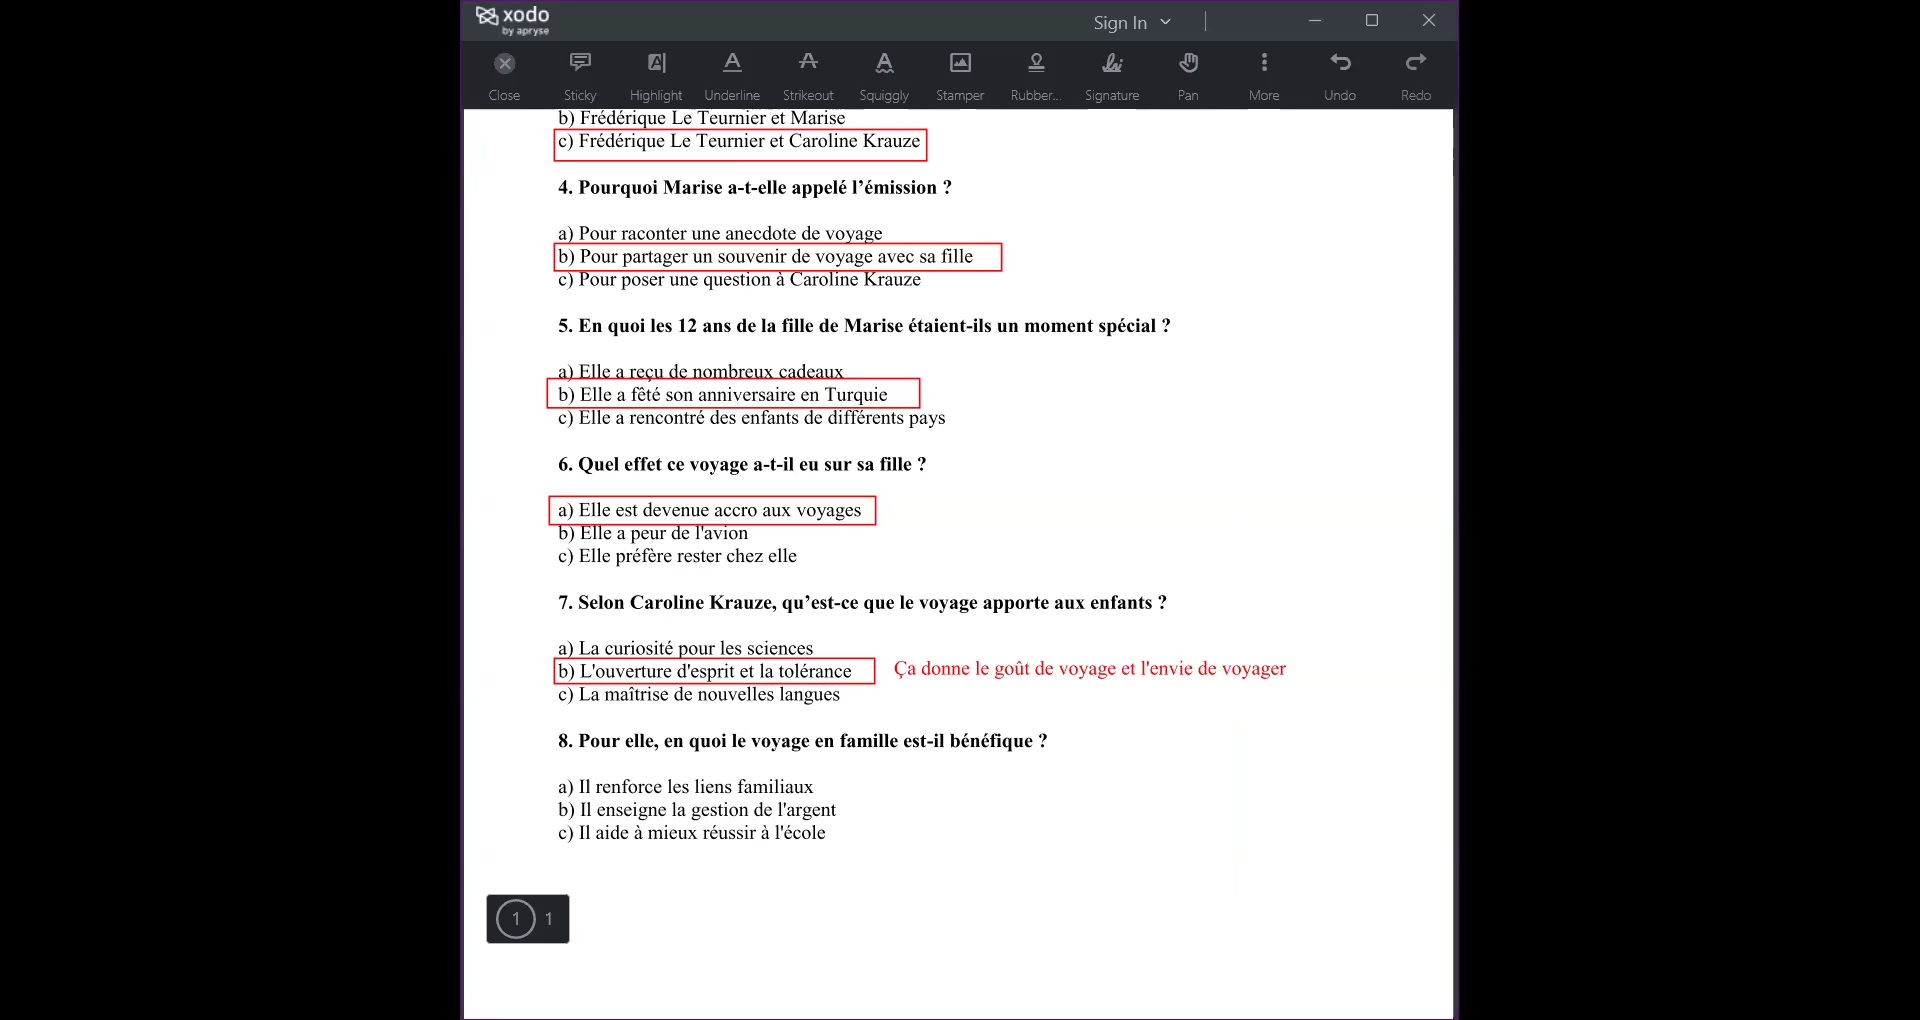 xodo
by apryse
Sign In
Close
Sticky
Highlight
Underline
Strikeout
Squiggly
Stamper
Rubber...
Signature
Pan
More
Undo
Redo
b) Frédérique Le Teurnier et Marise
c) Frédérique Le Teurnier et Caroline Krauze
4. Pourquoi Marise a-t-elle appelé l’émission ?
a) Pour raconter une anecdote de voyage
b) Pour partager un souvenir de voyage avec sa fille
c) Pour poser une question à Caroline Krauze
5. En quoi les 12 ans de la fille de Marise étaient-ils un moment spécial ?
a) Elle a reçu de nombreux cadeaux
b) Elle a fêté son anniversaire en Turquie
c) Elle a rencontré des enfants de différents pays
6. Quel effet ce voyage a-t-il eu sur sa fille ?
a) Elle est devenue accro aux voyages
b) Elle a peur de l'avion
c) Elle préfère rester chez elle
7. Selon Caroline Krauze, qu’est-ce que le voyage apporte aux enfants ?
a) La curiosité pour les sciences
b) L'ouverture d'esprit et la tolérance
Ça donne le goût de voyage et l'envie de voyager
c) La maîtrise de nouvelles langues
8. Pour elle, en quoi le voyage en famille est-il bénéfique ?
a) Il renforce les liens familiaux
b) Il enseigne la gestion de l'argent
c) Il aide à mieux réussir à l'école
1 1